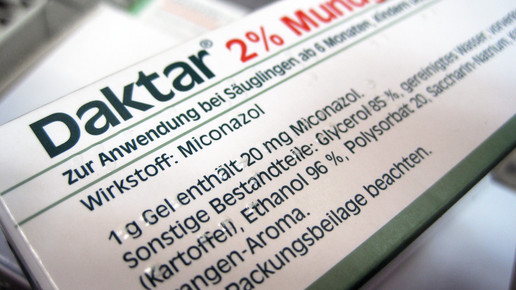 Daktar® 2% Mund
zur Anwendung bei Säuglingen ab 6 Monaten, Kindern
Wirkstoff: Miconazol
1 g Gel enthält 20 mg Miconazol.
Sonstige Bestandteile: Glycerol 85 %, gereinigtes Wasser,
(Kartoffel), Ethanol 96 %, Polysorbat 20, Saccharin-Natrium,
angen-Aroma.
Packungsbeilage beachten.